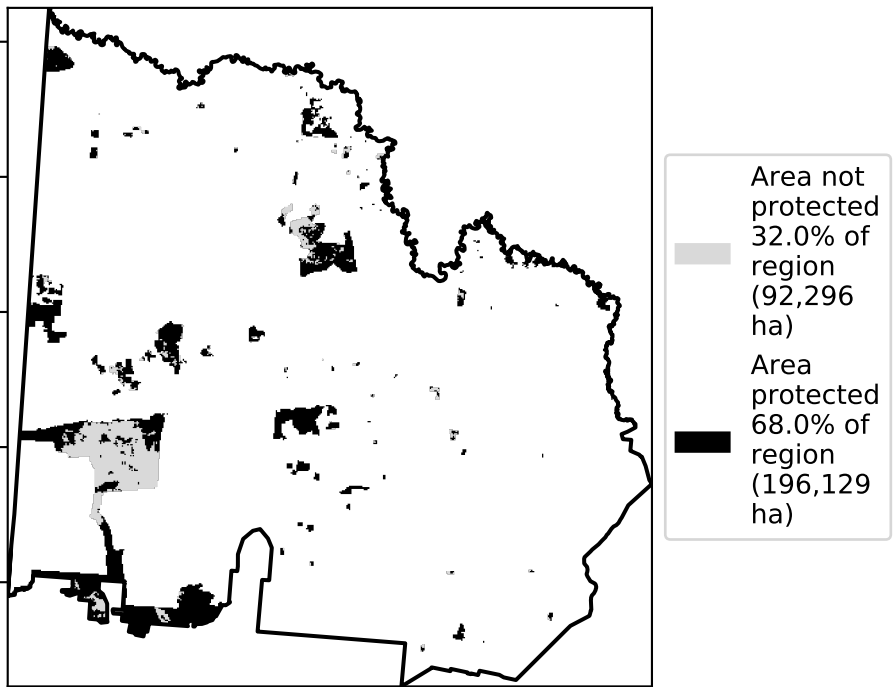 Area not
protected
32.0% of
region
(92,296
ha)
Area
protected
68.0% of
region
(196,129
ha)